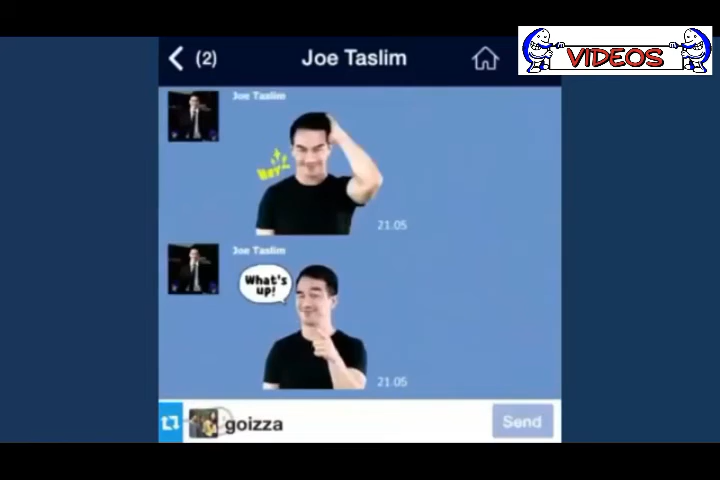 (2)
Joe Taslim
VIDEOS
Joe Taslim
HEY!
21.05
Joe Taslim
What's
up!
21.05
goizza
Send